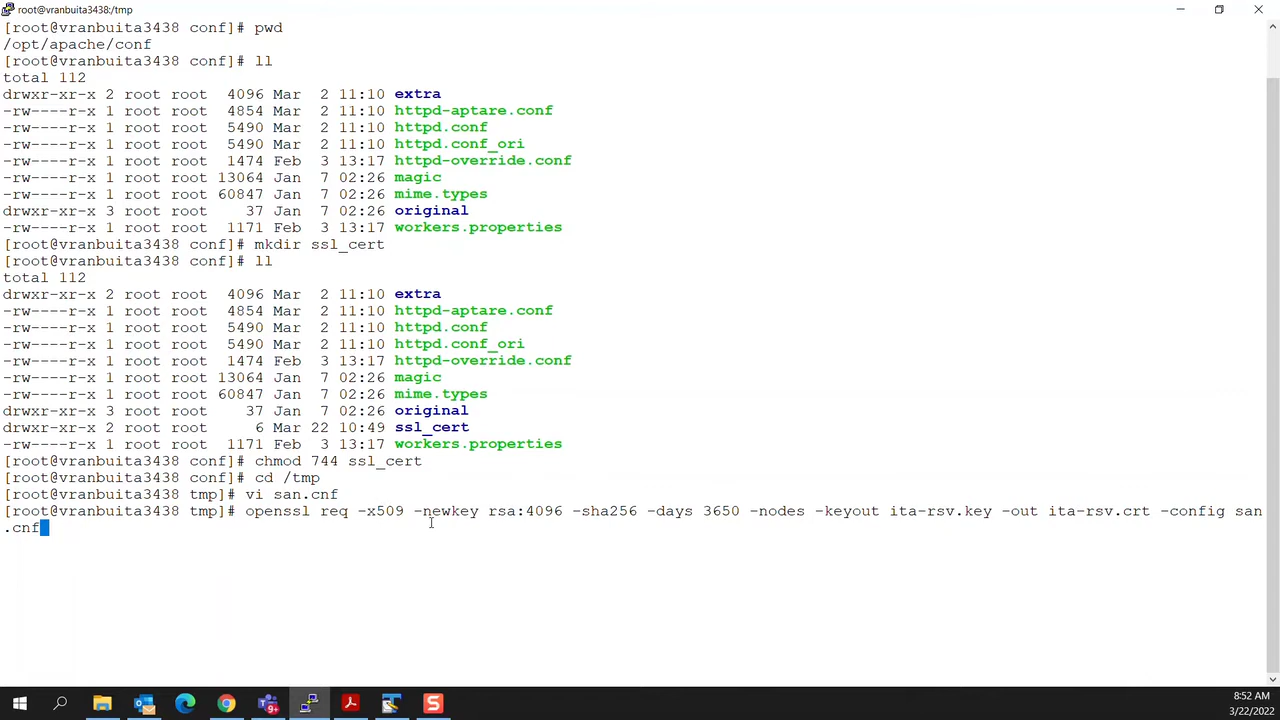 root@vranbuita3438:/tmp
[root@vranbuita3438 conf]# pwd
/opt/apache/conf
[root@vranbuita3438 conf]# ll
total 112
drwxr-xr-x 2 root root  4096 Mar  2 11:10 extra
-rw----r-x 1 root root  4854 Mar  2 11:10 httpd-aptare.conf
-rw----r-x 1 root root  5490 Mar  2 11:10 httpd.conf
-rw----r-x 1 root root  5490 Mar  2 11:10 httpd.conf_ori
-rw----r-x 1 root root  1474 Feb  3 13:17 httpd-override.conf
-rw----r-x 1 root root 13064 Jan  7 02:26 magic
-rw----r-x 1 root root 60847 Jan  7 02:26 mime.types
drwxr-xr-x 3 root root    37 Jan  7 02:26 original
-rw----r-x 1 root root  1171 Feb  3 13:17 workers.properties
[root@vranbuita3438 conf]# mkdir ssl_cert
[root@vranbuita3438 conf]# ll
total 112
drwxr-xr-x 2 root root  4096 Mar  2 11:10 extra
-rw----r-x 1 root root  4854 Mar  2 11:10 httpd-aptare.conf
-rw----r-x 1 root root  5490 Mar  2 11:10 httpd.conf
-rw----r-x 1 root root  5490 Mar  2 11:10 httpd.conf_ori
-rw----r-x 1 root root  1474 Feb  3 13:17 httpd-override.conf
-rw----r-x 1 root root 13064 Jan  7 02:26 magic
-rw----r-x 1 root root 60847 Jan  7 02:26 mime.types
drwxr-xr-x 3 root root    37 Jan  7 02:26 original
drwxr-xr-x 2 root root     6 Mar 22 10:49 ssl_cert
-rw----r-x 1 root root  1171 Feb  3 13:17 workers.properties
[root@vranbuita3438 conf]# chmod 744 ssl_cert
[root@vranbuita3438 conf]# cd /tmp
[root@vranbuita3438 tmp]# vi san.cnf
[root@vranbuita3438 tmp]# openssl req -x509 -newkey rsa:4096 -sha256 -days 3650 -nodes -keyout ita-rsv.key -out ita-rsv.crt -config san
.cnf
9+
S
8:52 AM
3/22/2022